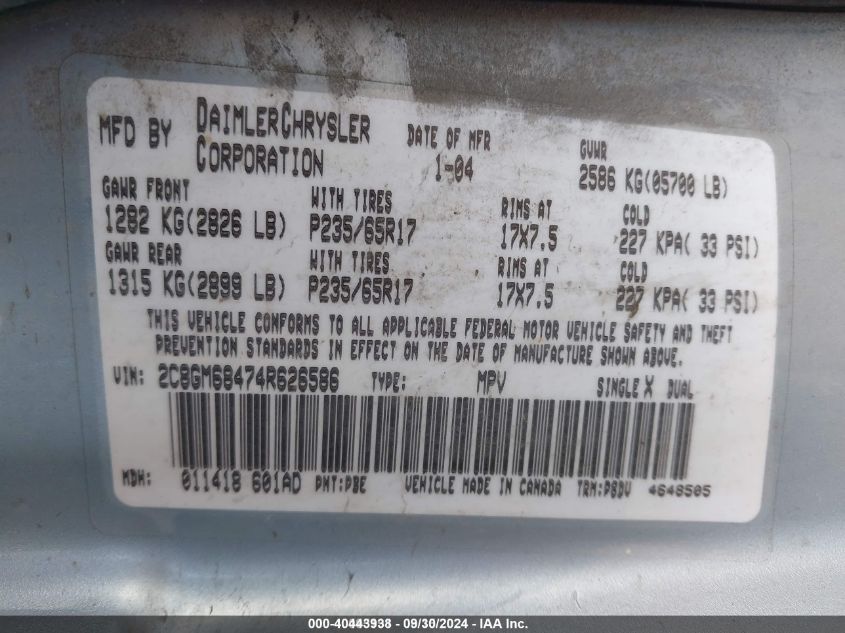 MFD BY DAIMLERCHRYSLER CORPORATION DATE OF MFR 1-04 GVWR 2586 KG(05700 LB)
GAWR FRONT WITH TIRES RIMS AT COLD
1282 KG(2826 LB) P235/65R17 17X7.5 227 KPA( 33 PSI)
GAWR REAR WITH TIRES RIMS AT COLD
1315 KG(2899 LB) P235/65R17 17X7.5 227 KPA( 33 PSI)
THIS VEHICLE CONFORMS TO ALL APPLICABLE FEDERAL MOTOR VEHICLE SAFETY AND THEFT
PREVENTION STANDARDS IN EFFECT ON THE DATE OF MANUFACTURE SHOWN ABOVE.
VIN: 2C8GM68474R626586 TYPE: MPV SINGLE X DUAL
MDH: 011418 601AD PNT:PBE VEHICLE MADE IN CANADA TRM:P8DV 4648505
000-40443938 - 09/30/2024 - IAA Inc.